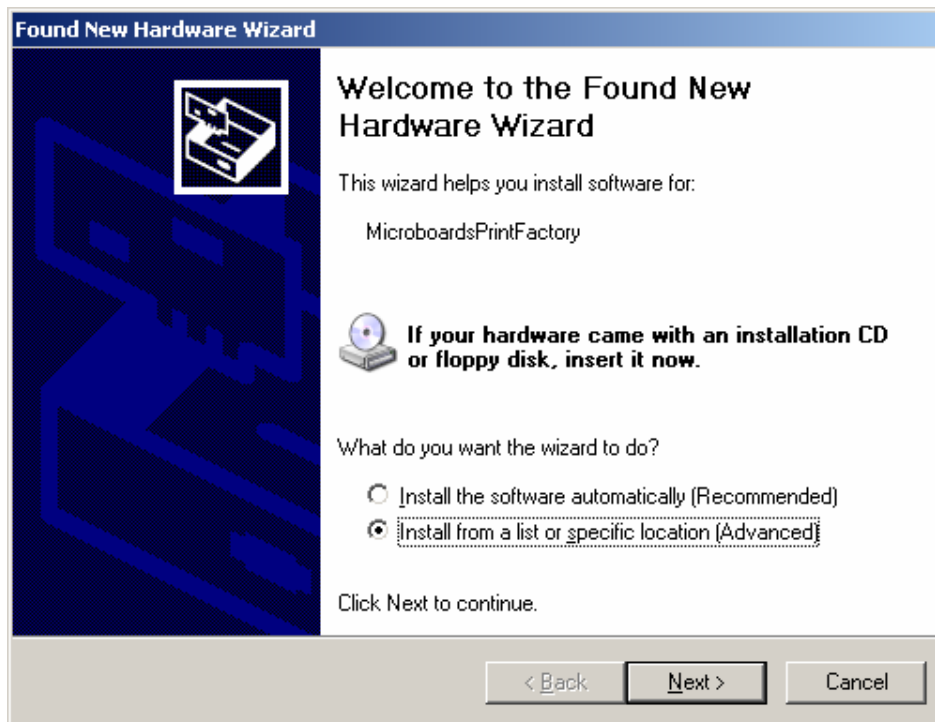 Found New Hardware Wizard
Welcome to the Found New
Hardware Wizard
This wizard helps you install software for:
MicroboardsPrintFactory
If your hardware came with an installation CD
or floppy disk, insert it now.
What do you want the wizard to do?
Install the software automatically (Recommended)
Install from a list or specific location (Advanced)
Click Next to continue.
< Back
Next >
Cancel